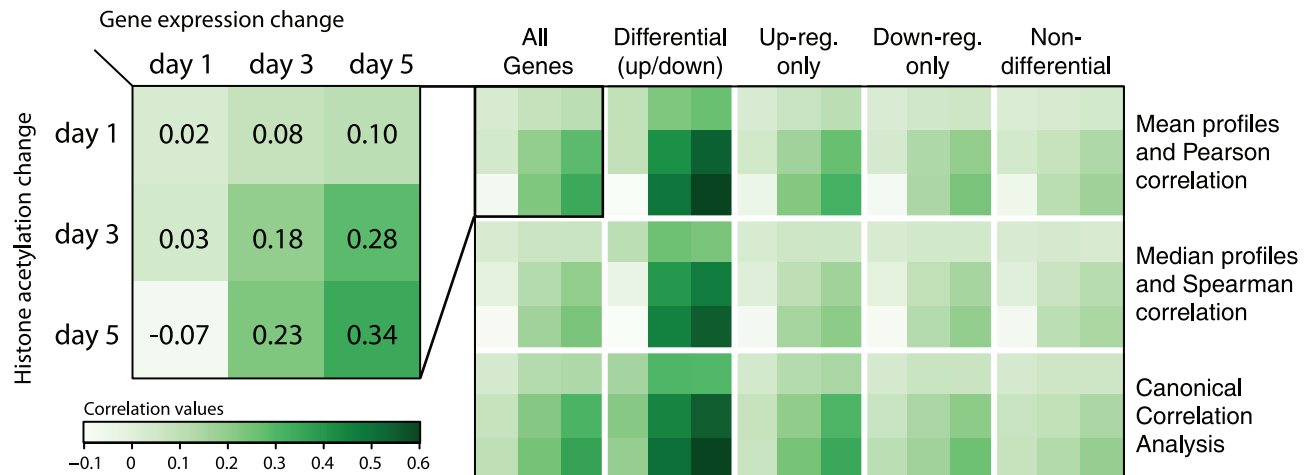 Gene expression change
day 1 day 3 day 5
Histone acetylation change
day 1 0.02 0.08 0.10
day 3 0.03 0.18 0.28
day 5 -0.07 0.23 0.34
Correlation values
−0.1 0 0.1 0.2 0.3 0.4 0.5 0.6
All
Genes
Differential
(up/down)
Up-reg.
only
Down-reg.
only
Non-
differential
Mean profiles
and Pearson
correlation
Median profiles
and Spearman
correlation
Canonical
Correlation
Analysis